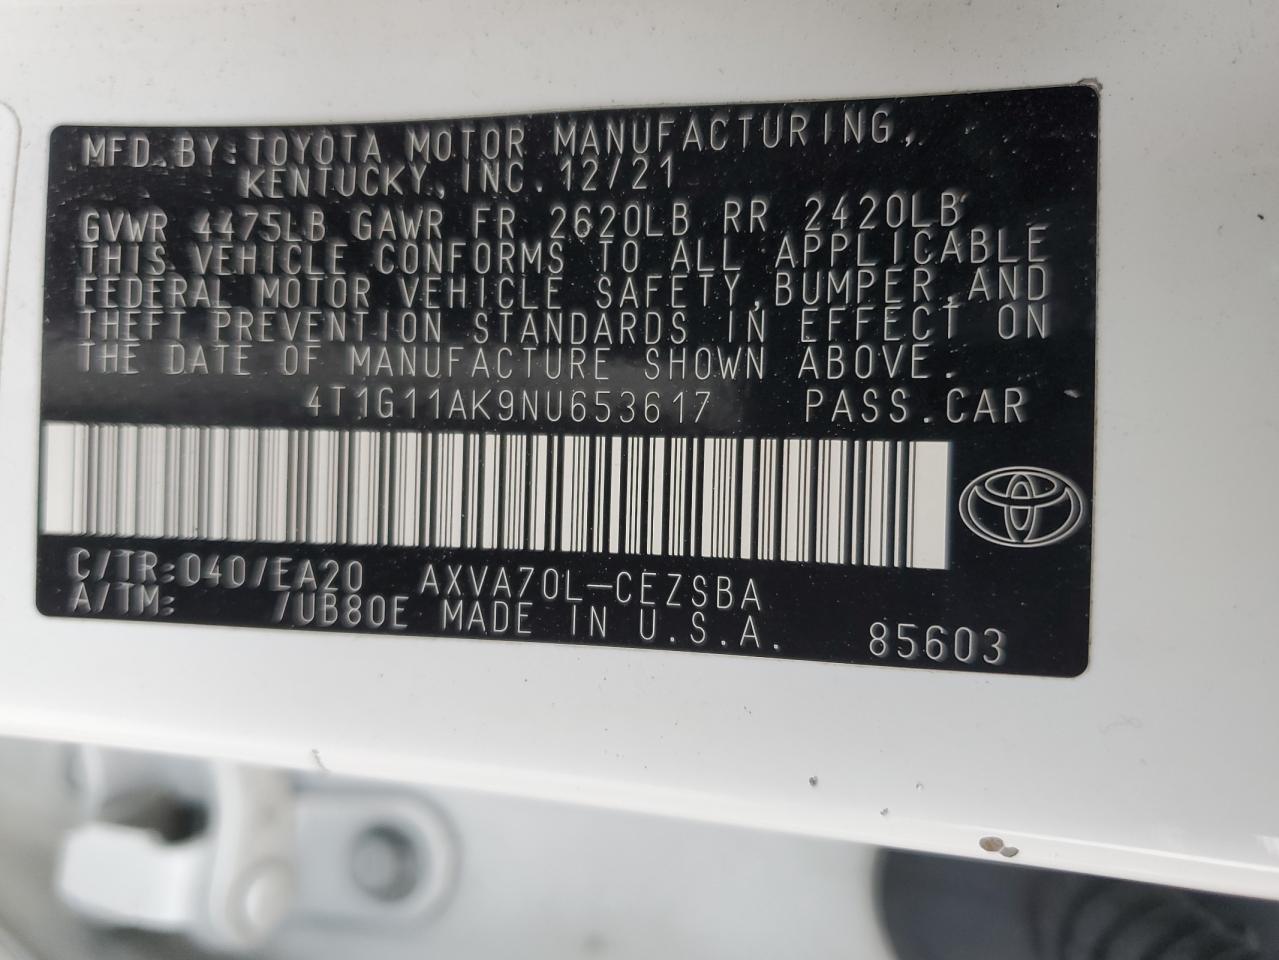 MFD.BY:TOYOTA MOTOR MANUFACTURING,
KENTUCKY,INC.12/21
GVWR 4475LB GAWR FR 2620LB RR 2420LB
THIS VEHICLE CONFORMS TO ALL APPLICABLE
FEDERAL MOTOR VEHICLE SAFETY,BUMPER,AND
THEFT PREVENTION STANDARDS IN EFFECT ON
THE DATE OF MANUFACTURE SHOWN ABOVE.
4T1G11AK9NU653617 PASS.CAR
C/TR:040/EA20 AXVA70L-CEZSBA
A/TM: /UB80E MADE IN U.S.A. 85603